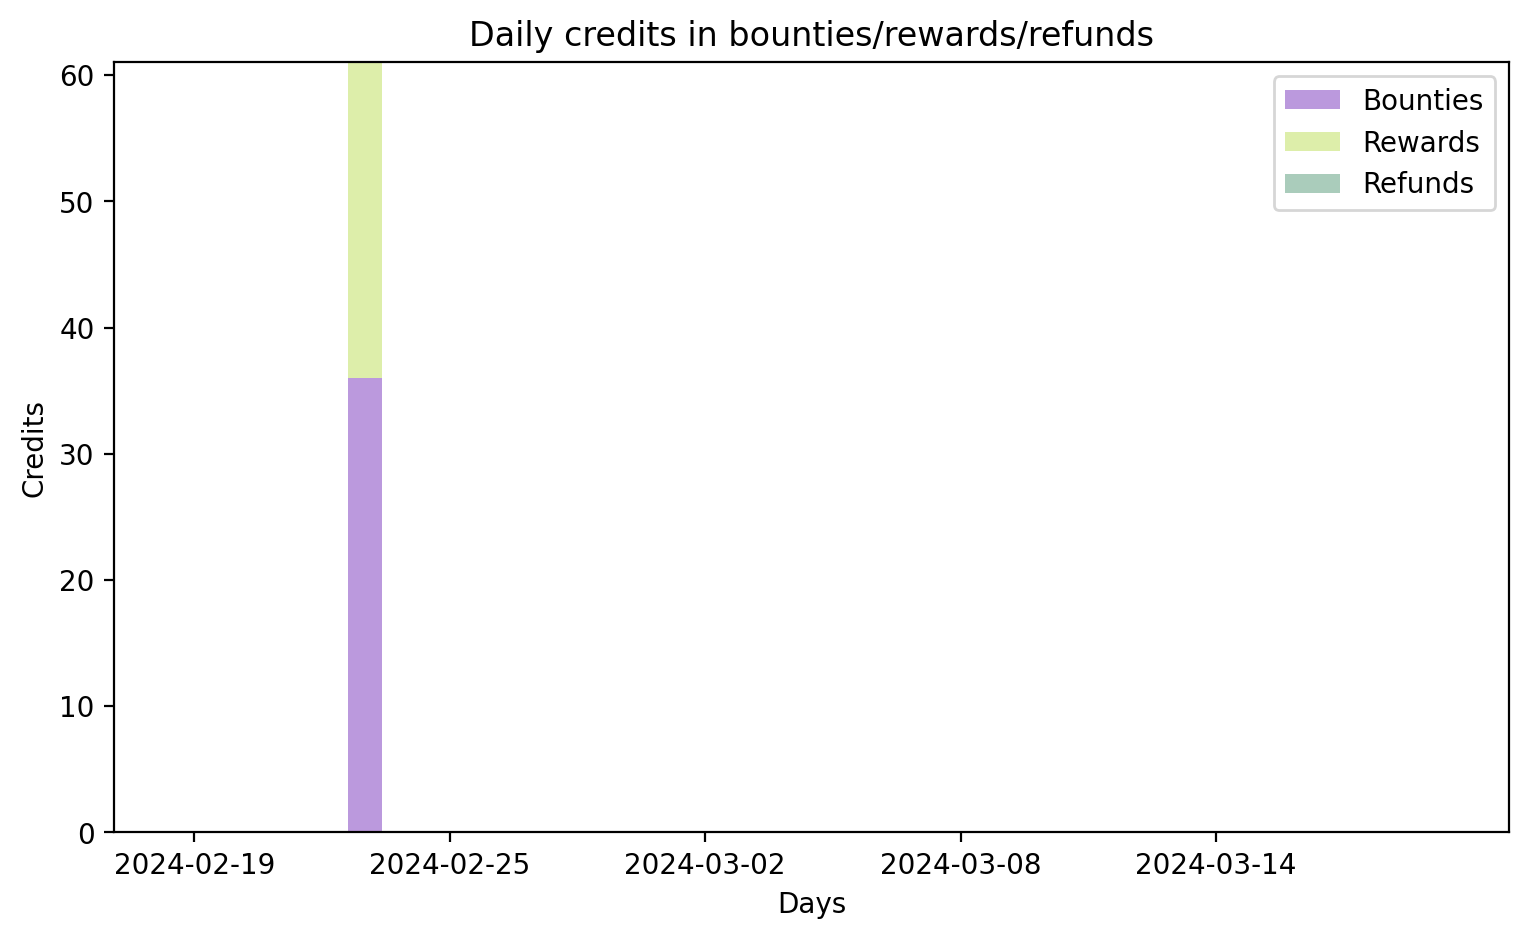 Daily credits in bounties/rewards/refunds
60
50
40
30
20
10
0
Credits
Bounties
Rewards
Refunds
2024-02-19
2024-02-25
2024-03-02
2024-03-08
2024-03-14
Days